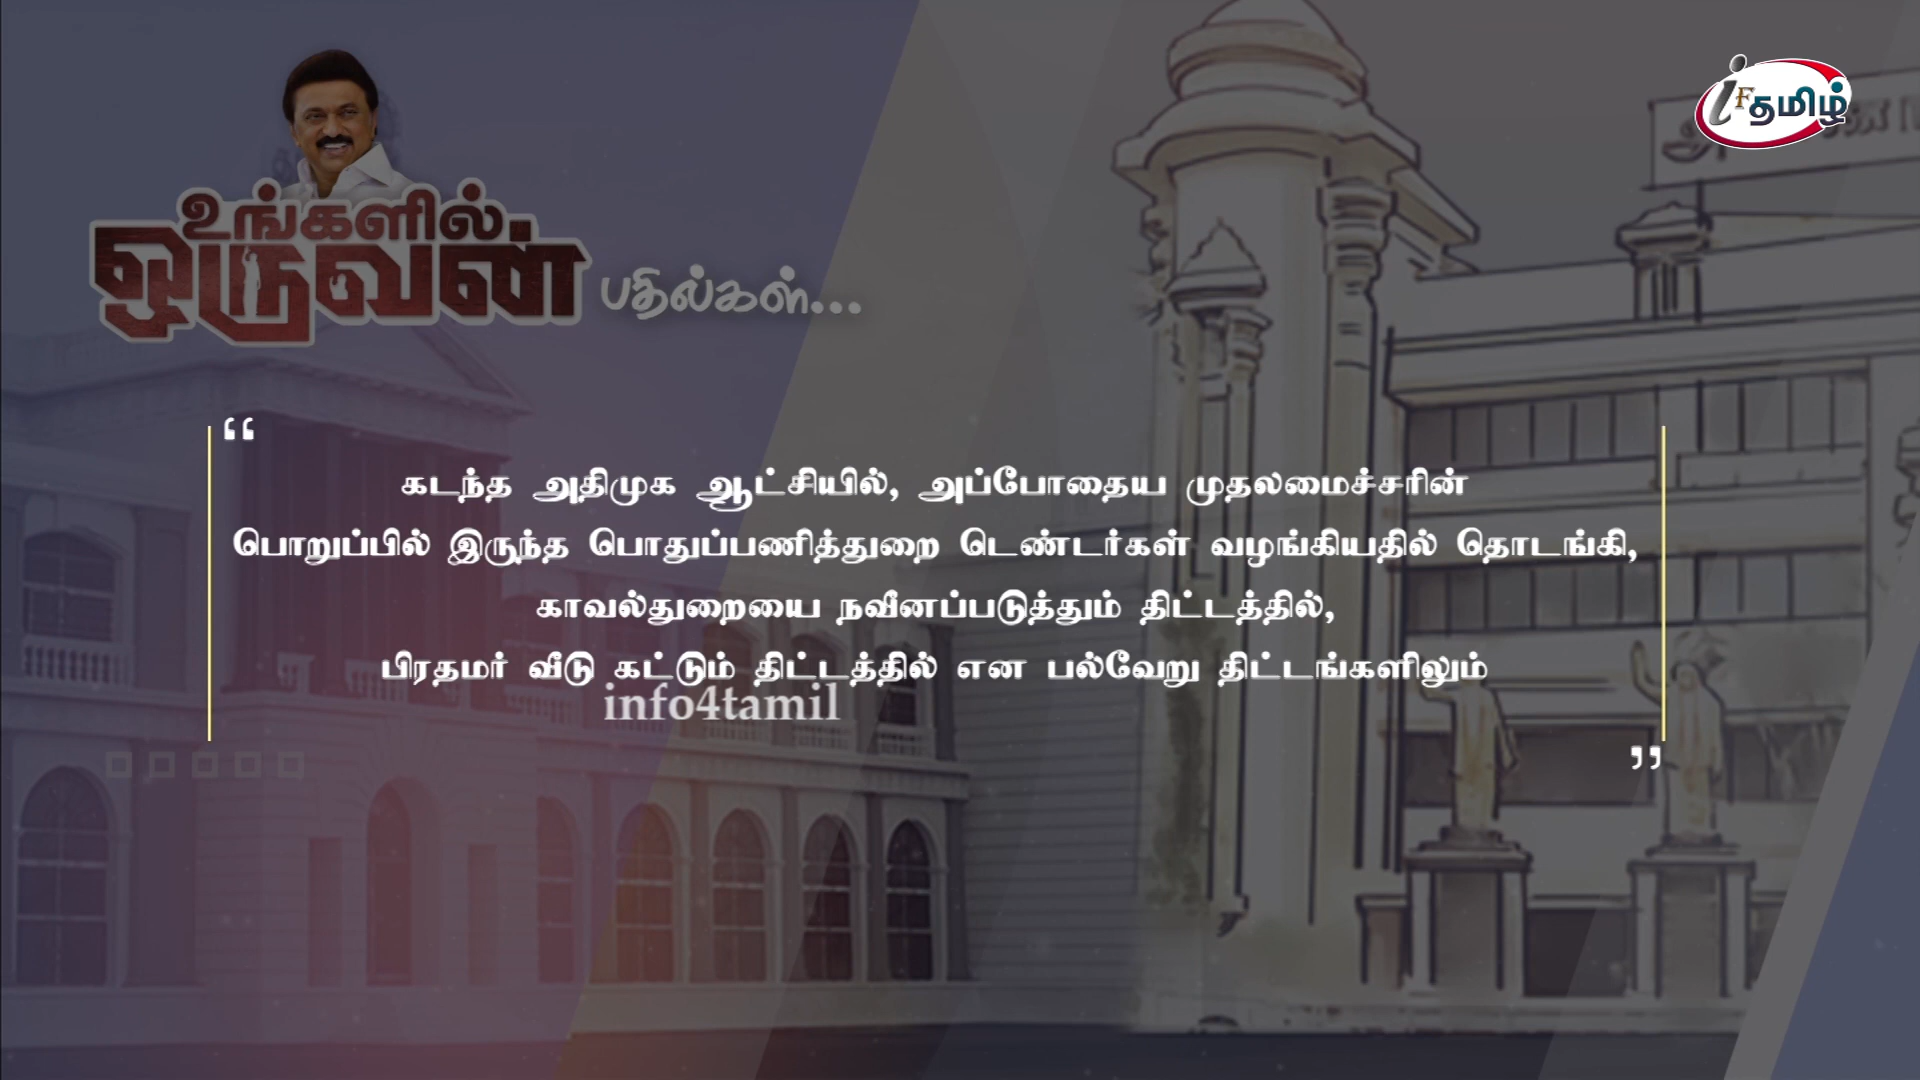 iFதமிழ்
உங்களில்
ஒருவன் பதில்கள்...
“
கடந்த அதிமுக ஆட்சியில், அப்போதைய முதலமைச்சரின்
பொறுப்பில் இருந்த பொதுப்பணித்துறை டெண்டர்கள் வழங்கியதில் தொடங்கி,
காவல்துறையை நவீனப்படுத்தும் திட்டத்தில்,
பிரதமர் வீடு கட்டும் திட்டத்தில் என பல்வேறு திட்டங்களிலும்
info4tamil
”